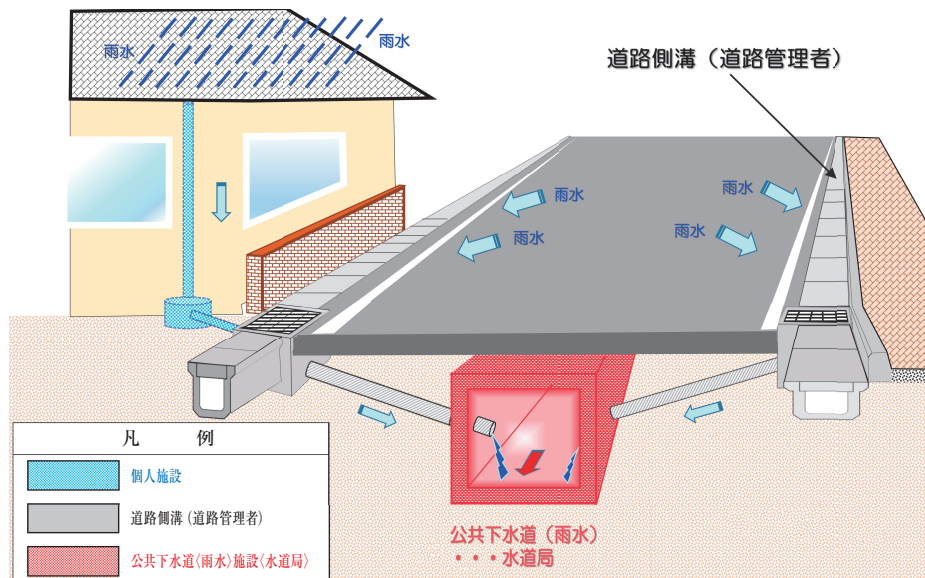 雨水
雨水
道路側溝（道路管理者）
雨水
雨水
雨水
雨水
公共下水道（雨水）
・・・水道局
凡　例
個人施設
道路側溝（道路管理者）
公共下水道〈雨水〉施設〈水道局〉